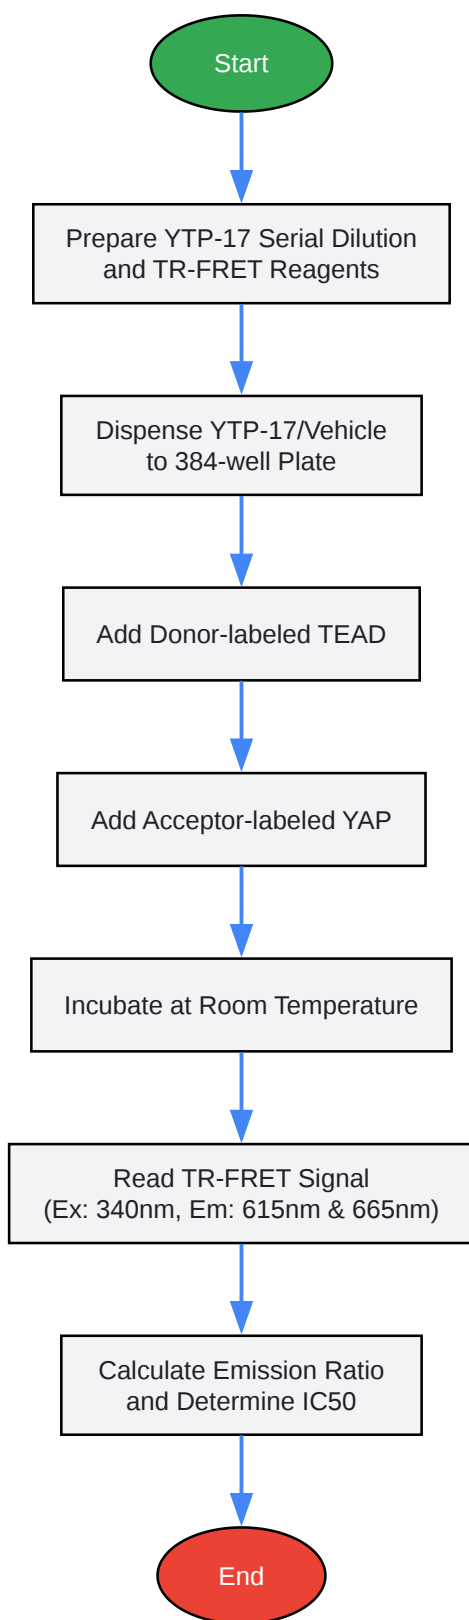 Start
Prepare YTP-17 Serial Dilution
and TR-FRET Reagents
Dispense YTP-17/Vehicle
to 384-well Plate
Add Donor-labeled TEAD
Add Acceptor-labeled YAP
Incubate at Room Temperature
Read TR-FRET Signal
(Ex: 340nm, Em: 615nm & 665nm)
Calculate Emission Ratio
and Determine IC50
End